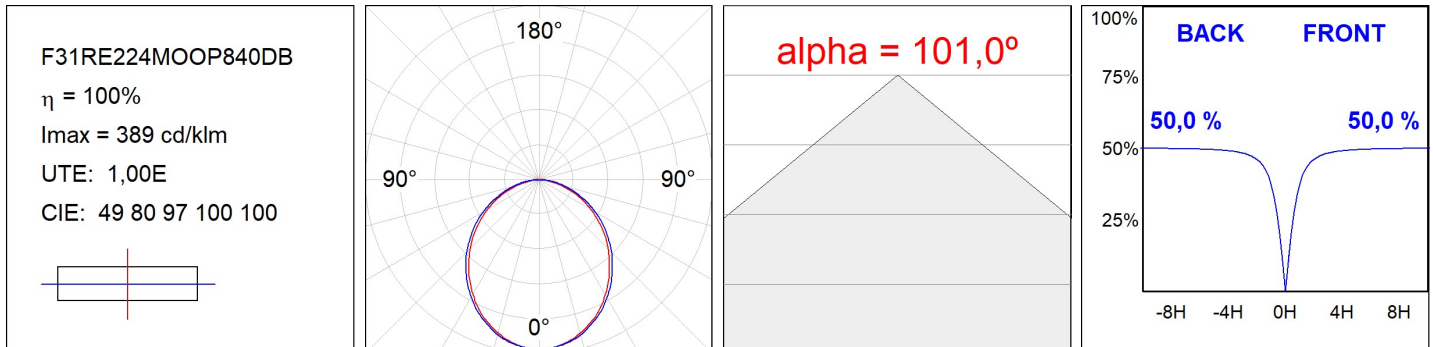 F31RE224MOOP840DB
η = 100%
Imax = 389 cd/klm
UTE: 1,00E
CIE: 49 80 97 100 100
180°
90°
90°
0°
alpha = 101,0º
100%
BACK
FRONT
75%
50,0 %
50,0 %
50%
25%
-8H
-4H
0H
4H
8H